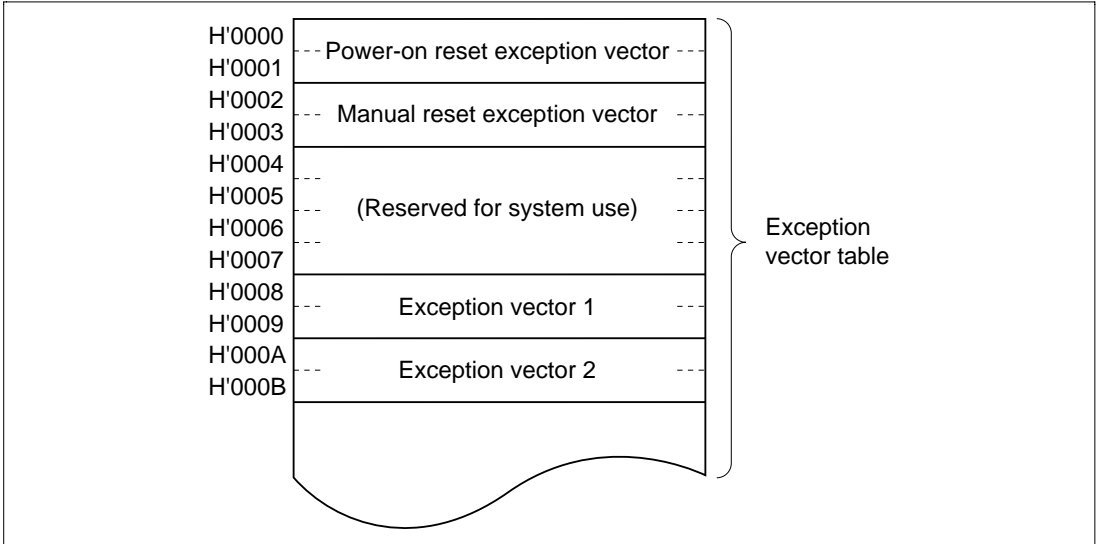 H'0000
Power-on reset exception vector
H'0001
H'0002
Manual reset exception vector
H'0003
H'0004
H'0005
(Reserved for system use)
H'0006
H'0007
Exception
vector table
H'0008
Exception vector 1
H'0009
H'000A
Exception vector 2
H'000B